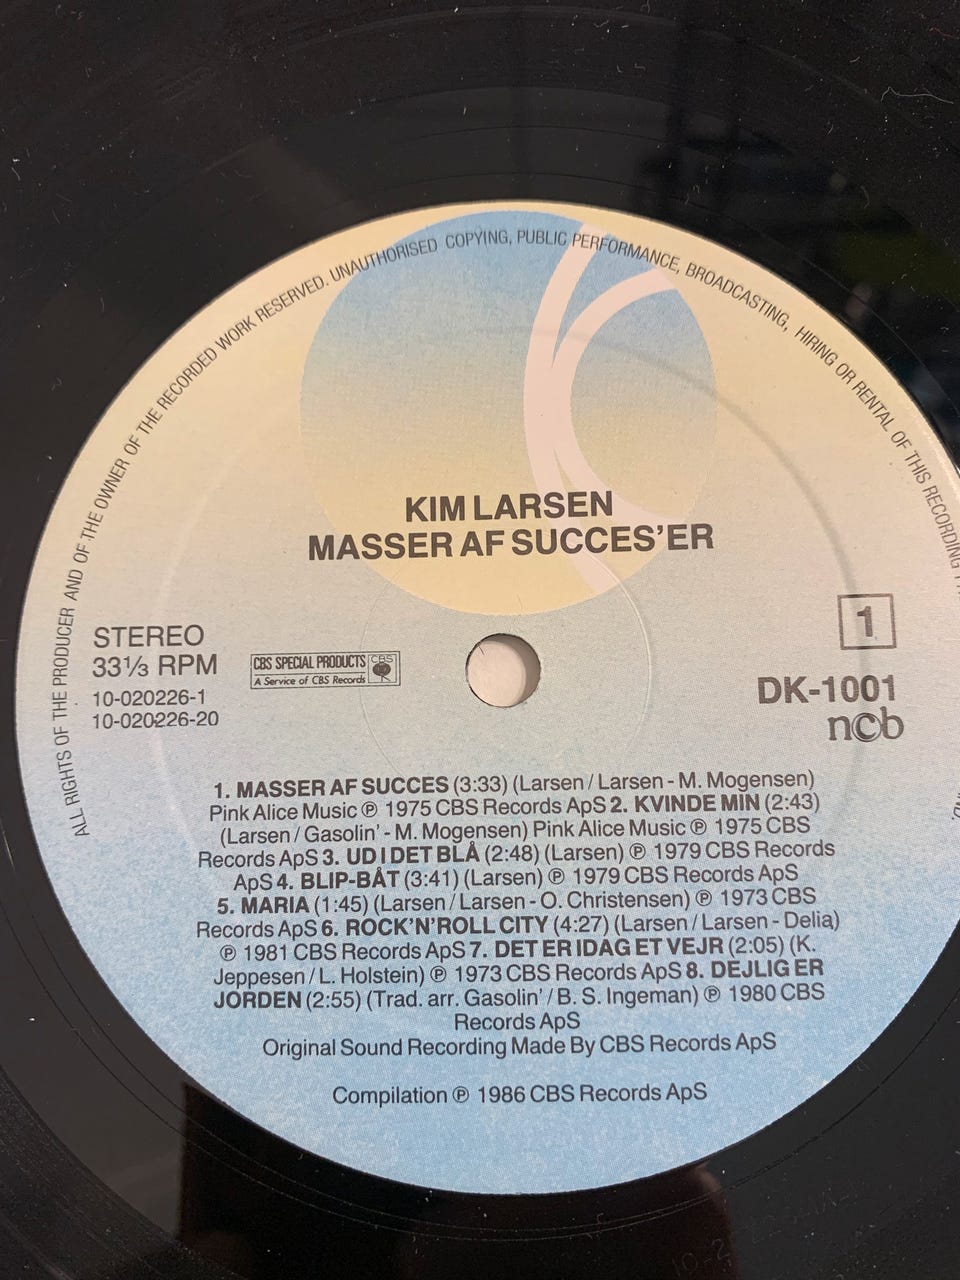 ALL RIGHTS OF THE PRODUCER AND OF THE OWNER OF THE RECORDED WORK RESERVED. UNAUTHORISED COPYING, PUBLIC PERFORMANCE, BROADCASTING, HIRING OR RENTAL OF THIS RECORDING
KIM LARSEN
MASSER AF SUCCES'ER
STEREO
33⅓ RPM
10-020226-1
10-020226-20
CBS SPECIAL PRODUCTS CBS
A Service of CBS Records
1
DK-1001
ncb
1. MASSER AF SUCCES (3:33) (Larsen / Larsen - M. Mogensen)
Pink Alice Music ℗ 1975 CBS Records ApS 2. KVINDE MIN (2:43)
(Larsen / Gasolin' - M. Mogensen) Pink Alice Music ℗ 1975 CBS
Records ApS 3. UD I DET BLÅ (2:48) (Larsen) ℗ 1979 CBS Records
ApS 4. BLIP-BÅT (3:41) (Larsen) ℗ 1979 CBS Records ApS
5. MARIA (1:45) (Larsen / Larsen - O. Christensen) ℗ 1973 CBS
Records ApS 6. ROCK'N'ROLL CITY (4:27) (Larsen / Larsen - Delia)
℗ 1981 CBS Records ApS 7. DET ER IDAG ET VEJR (2:05) (K.
Jeppesen / L. Holstein) ℗ 1973 CBS Records ApS 8. DEJLIG ER
JORDEN (2:55) (Trad. arr. Gasolin' / B. S. Ingeman) ℗ 1980 CBS
Records ApS
Original Sound Recording Made By CBS Records ApS
Compilation ℗ 1986 CBS Records ApS